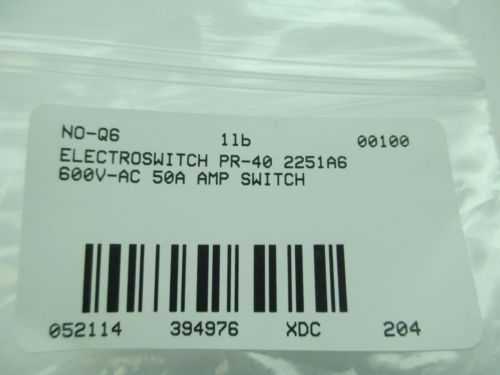 NO-Q6 1lb 00100
ELECTROSWITCH PR-40 2251A6
600V-AC 50A AMP SWITCH
052114 394976 XDC 204